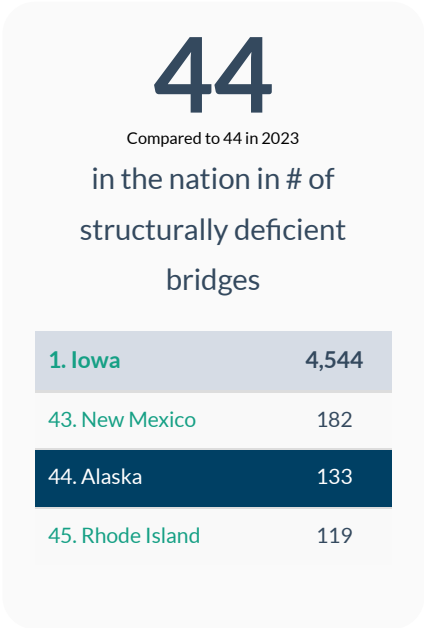 44
Compared to 44 in 2023
in the nation in # of
structurally deficient
bridges
1. Iowa 4,544
43. New Mexico 182
44. Alaska 133
45. Rhode Island 119